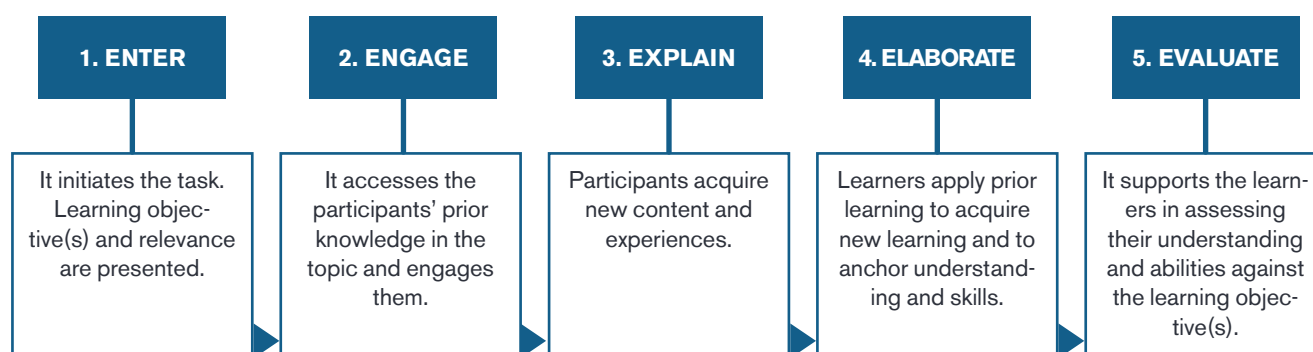 1. ENTER
It initiates the task.
Learning objec-
tive(s) and relevance
are presented.
2. ENGAGE
It accesses the
participants' prior
knowledge in the
topic and engages
them.
3. EXPLAIN
Participants acquire
new content and
experiences.
4. ELABORATE
Learners apply prior
learning to acquire
new learning and to
anchor understand-
ing and skills.
5. EVALUATE
It supports the learn-
ers in assessing
their understanding
and abilities against
the learning objec-
tive(s).